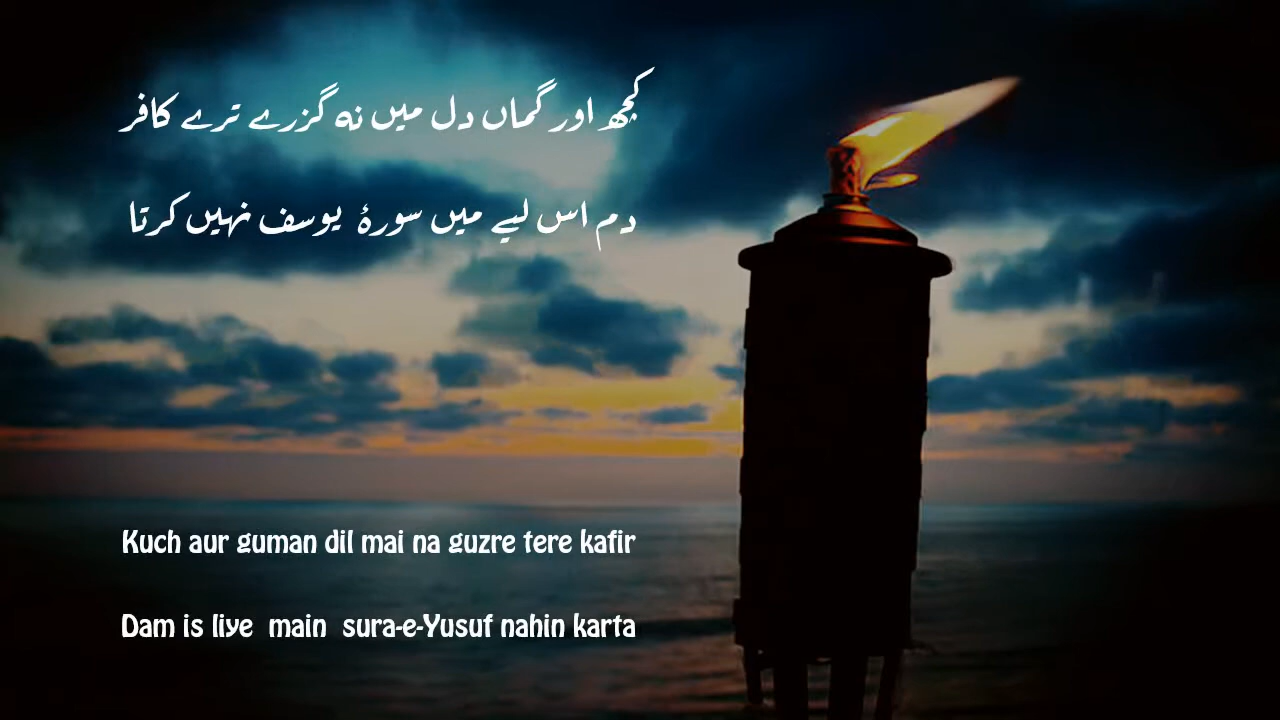 کچھ اور گماں دل میں نہ گزرے ترے کافر
دم اس لیے میں سورۂ یوسف نہیں کرتا
Kuch aur guman dil mai na guzre tere kafir
Dam is liye main sura-e-Yusuf nahin karta